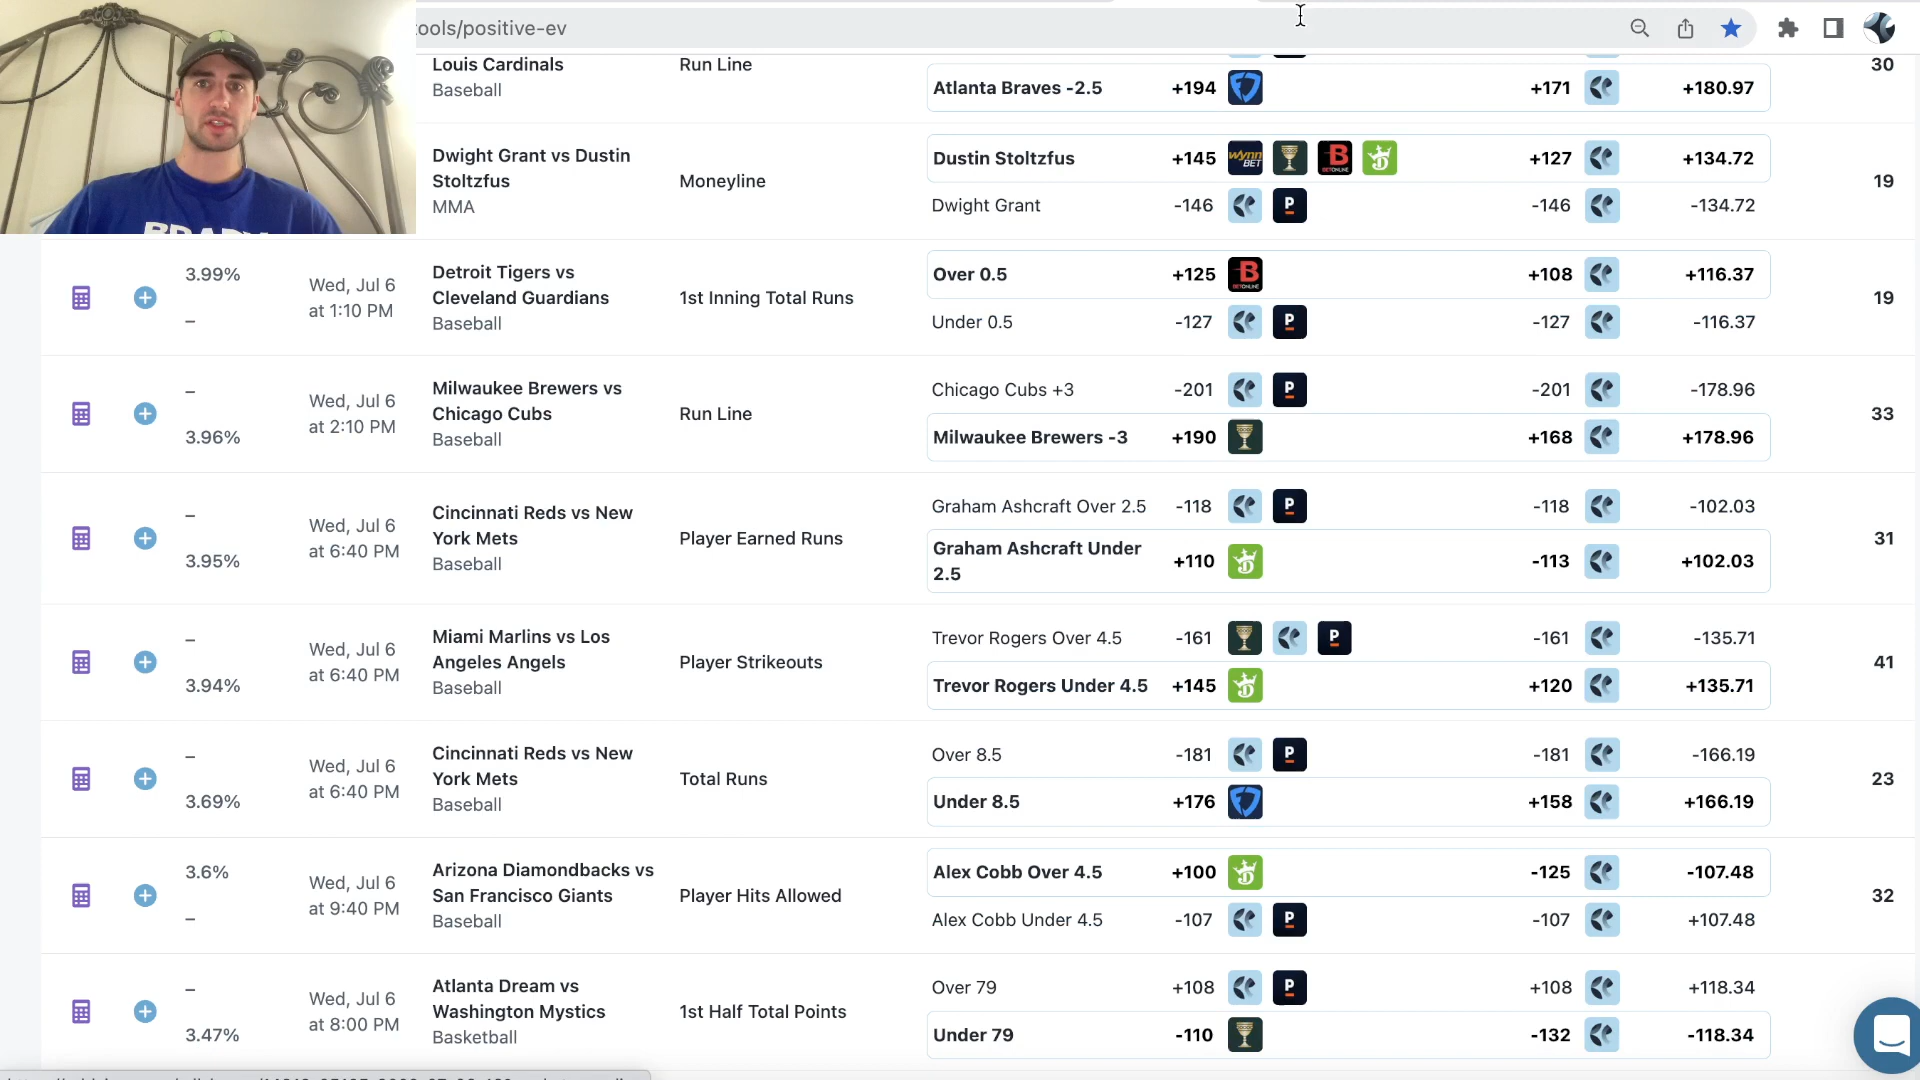 ools/positive-ev
Louis Cardinals
Baseball
Run Line
Atlanta Braves -2.5 +194 +171 +180.97
30
Dwight Grant vs Dustin
Stoltzfus
MMA
Moneyline
Dustin Stoltzfus +145 WYNN BET B BETONLINE +127 +134.72
Dwight Grant -146 P -146 -134.72
19
3.99%
–
Wed, Jul 6
at 1:10 PM
Detroit Tigers vs
Cleveland Guardians
Baseball
1st Inning Total Runs
Over 0.5 +125 B BETONLINE +108 +116.37
Under 0.5 -127 P -127 -116.37
19
–
3.96%
Wed, Jul 6
at 2:10 PM
Milwaukee Brewers vs
Chicago Cubs
Baseball
Run Line
Chicago Cubs +3 -201 P -201 -178.96
Milwaukee Brewers -3 +190 +168 +178.96
33
–
3.95%
Wed, Jul 6
at 6:40 PM
Cincinnati Reds vs New
York Mets
Baseball
Player Earned Runs
Graham Ashcraft Over 2.5 -118 P -118 -102.03
Graham Ashcraft Under
2.5 +110 -113 +102.03
31
–
3.94%
Wed, Jul 6
at 6:40 PM
Miami Marlins vs Los
Angeles Angels
Baseball
Player Strikeouts
Trevor Rogers Over 4.5 -161 P -161 -135.71
Trevor Rogers Under 4.5 +145 +120 +135.71
41
–
3.69%
Wed, Jul 6
at 6:40 PM
Cincinnati Reds vs New
York Mets
Baseball
Total Runs
Over 8.5 -181 P -181 -166.19
Under 8.5 +176 +158 +166.19
23
3.6%
–
Wed, Jul 6
at 9:40 PM
Arizona Diamondbacks vs
San Francisco Giants
Baseball
Player Hits Allowed
Alex Cobb Over 4.5 +100 -125 -107.48
Alex Cobb Under 4.5 -107 P -107 +107.48
32
–
3.47%
Wed, Jul 6
at 8:00 PM
Atlanta Dream vs
Washington Mystics
Basketball
1st Half Total Points
Over 79 +108 P +108 +118.34
Under 79 -110 -132 -118.34